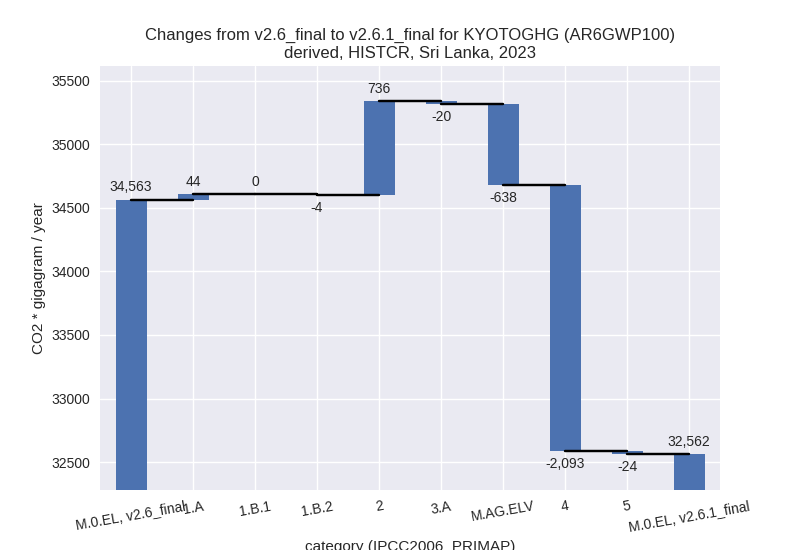 Changes from v2.6_final to v2.6.1_final for KYOTOGHG (AR6GWP100)
derived, HISTCR, Sri Lanka, 2023
CO2 * gigagram / year
35500
35000
34500
34000
33500
33000
32500
34,563
44
0
-4
736
-20
-638
-2,093
-24
32,562
M.0.EL, v2.6_final
1.A
1.B.1
1.B.2
2
3.A
M.AG.ELV
4
5
M.0.EL, v2.6.1_final
category (IPCC2006_PRIMAP)